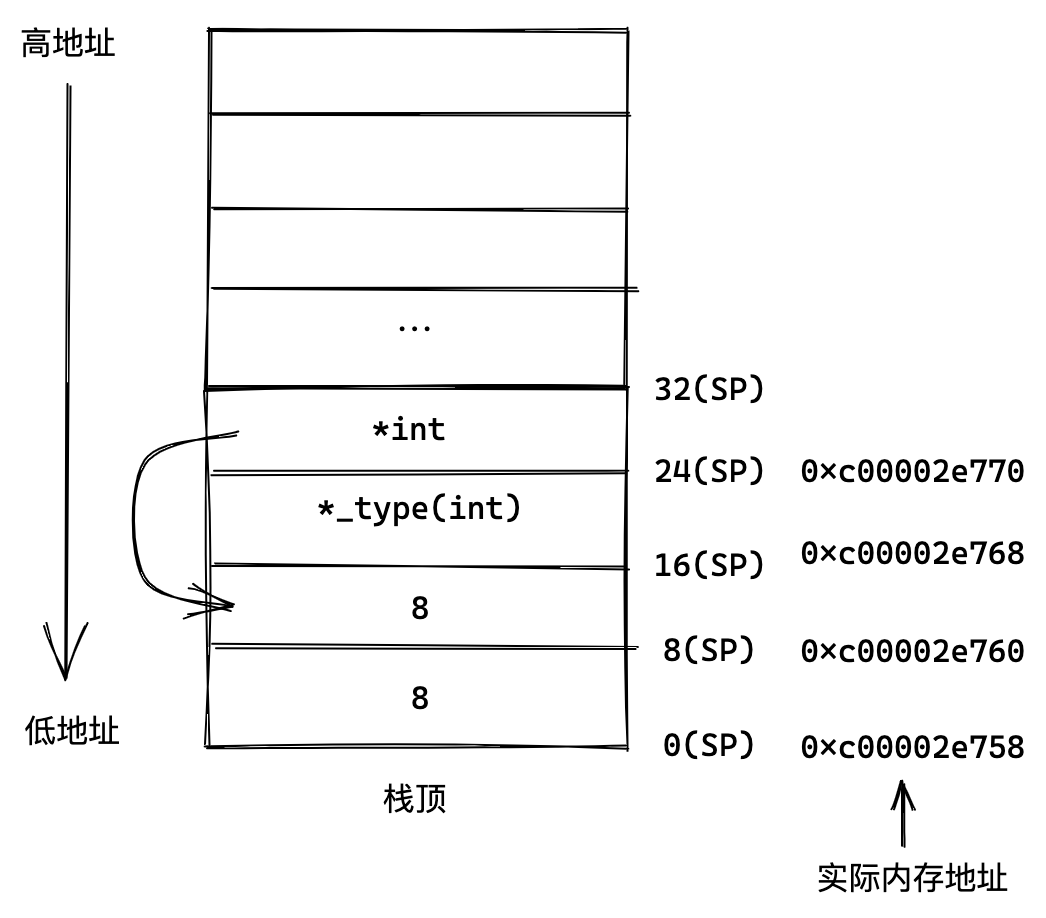 高地址
...
32(SP)
*int
24(SP) 0×c00002e770
*_type(int)
16(SP) 0×c00002e768
8
8(SP) 0×c00002e760
8
低地址
0(SP) 0×c00002e758
栈顶
实际内存地址